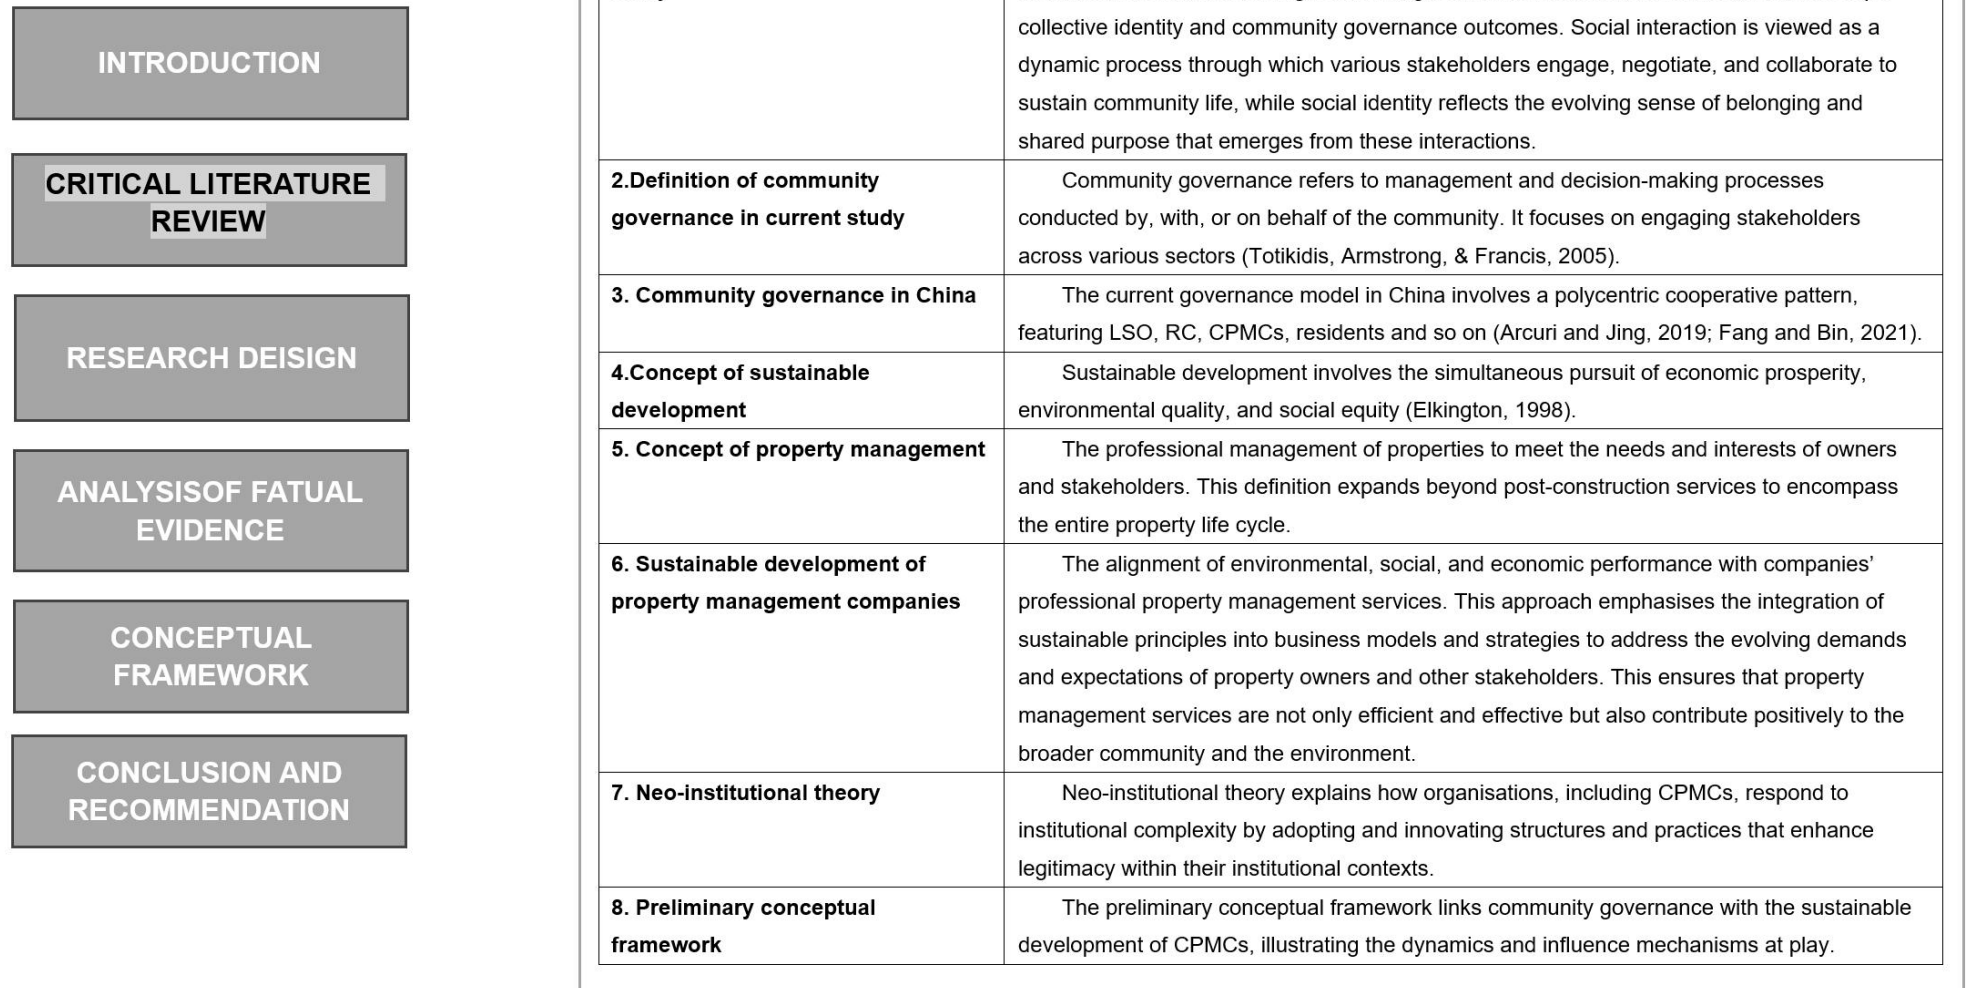 INTRODUCTION
CRITICAL LITERATURE
REVIEW
RESEARCH DEISIGN
ANALYSISOF FATUAL
EVIDENCE
CONCEPTUAL
FRAMEWORK
CONCLUSION AND
RECOMMENDATION
collective identity and community governance outcomes. Social interaction is viewed as a
dynamic process through which various stakeholders engage, negotiate, and collaborate to
sustain community life, while social identity reflects the evolving sense of belonging and
shared purpose that emerges from these interactions.
2.Definition of community
governance in current study
Community governance refers to management and decision-making processes
conducted by, with, or on behalf of the community. It focuses on engaging stakeholders
across various sectors (Totikidis, Armstrong, & Francis, 2005).
3. Community governance in China
The current governance model in China involves a polycentric cooperative pattern,
featuring LSO, RC, CPMCs, residents and so on (Arcuri and Jing, 2019; Fang and Bin, 2021).
4.Concept of sustainable
development
Sustainable development involves the simultaneous pursuit of economic prosperity,
environmental quality, and social equity (Elkington, 1998).
5. Concept of property management
The professional management of properties to meet the needs and interests of owners
and stakeholders. This definition expands beyond post-construction services to encompass
the entire property life cycle.
6. Sustainable development of
property management companies
The alignment of environmental, social, and economic performance with companies’
professional property management services. This approach emphasises the integration of
sustainable principles into business models and strategies to address the evolving demands
and expectations of property owners and other stakeholders. This ensures that property
management services are not only efficient and effective but also contribute positively to the
broader community and the environment.
7. Neo-institutional theory
Neo-institutional theory explains how organisations, including CPMCs, respond to
institutional complexity by adopting and innovating structures and practices that enhance
legitimacy within their institutional contexts.
8. Preliminary conceptual
framework
The preliminary conceptual framework links community governance with the sustainable
development of CPMCs, illustrating the dynamics and influence mechanisms at play.